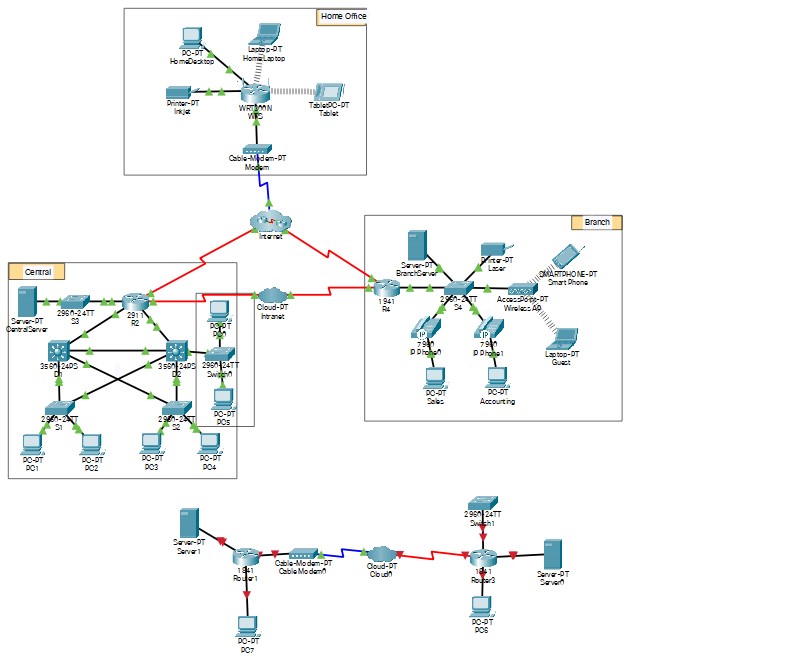 Home Office
PC-PT
HomeDesktop
Laptop-PT
HomeLaptop
Printer-PT
Inkjet
WRT300N
WRS
TabletPC-PT
Tablet
Cable-Modem-PT
Modem
Internet
Central
Server-PT
CentralServer
2960-24TT
S3
2911
R2
Cloud-PT
Intranet
3560-24PS
D1
3560-24PS
D2
PC-PT
2960-24TT
Switch0
PC-PT
PC5
2960-24TT
S1
2960-24TT
S2
PC-PT
PC1
PC-PT
PC2
PC-PT
PC3
PC-PT
PC4
Branch
Server-PT
BranchServer
Printer-PT
Laser
SMARTPHONE-PT
Smart Phone
1941
R4
2960-24TT
S4
AccessPoint-PT
Wireless AP
7960
IP Phone0
7960
IP Phone1
Laptop-PT
Guest
PC-PT
Sales
PC-PT
Accounting
Server-PT
Server1
1841
Router1
Cable-Modem-PT
Cable Modem0
Cloud-PT
Cloud0
2960-24TT
Switch1
1841
Router3
Server-PT
Server0
PC-PT
PC7
PC-PT
PC6